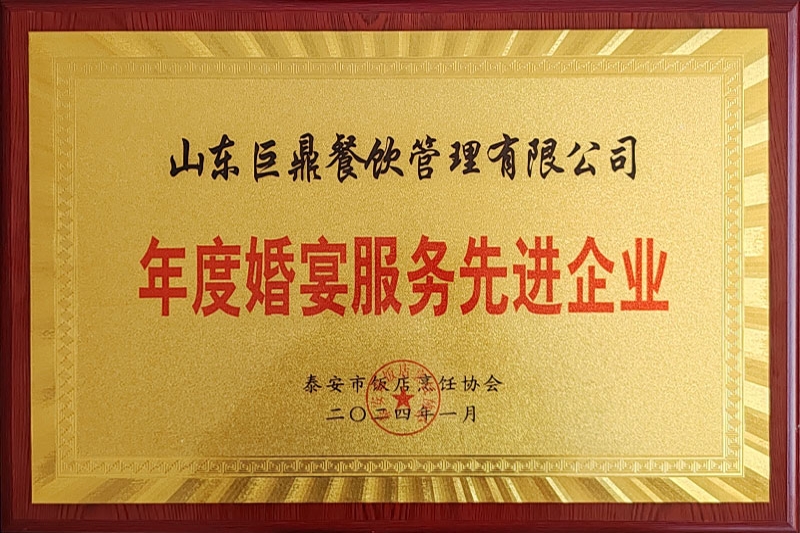 山东巨鼎餐饮管理有限公司
年度婚宴服务先进企业
泰安市饭店烹饪协会
二〇二四年一月